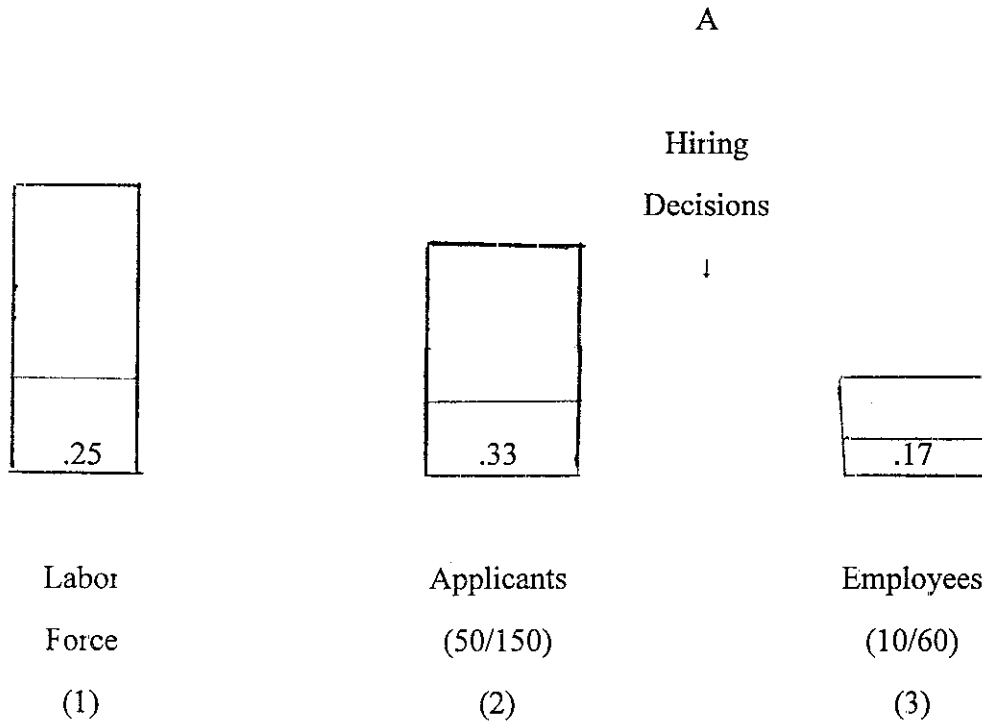 A
Hiring
Decisions
↓
.25
.33
.17
Labor
Force
(1)
Applicants
(50/150)
(2)
Employees
(10/60)
(3)